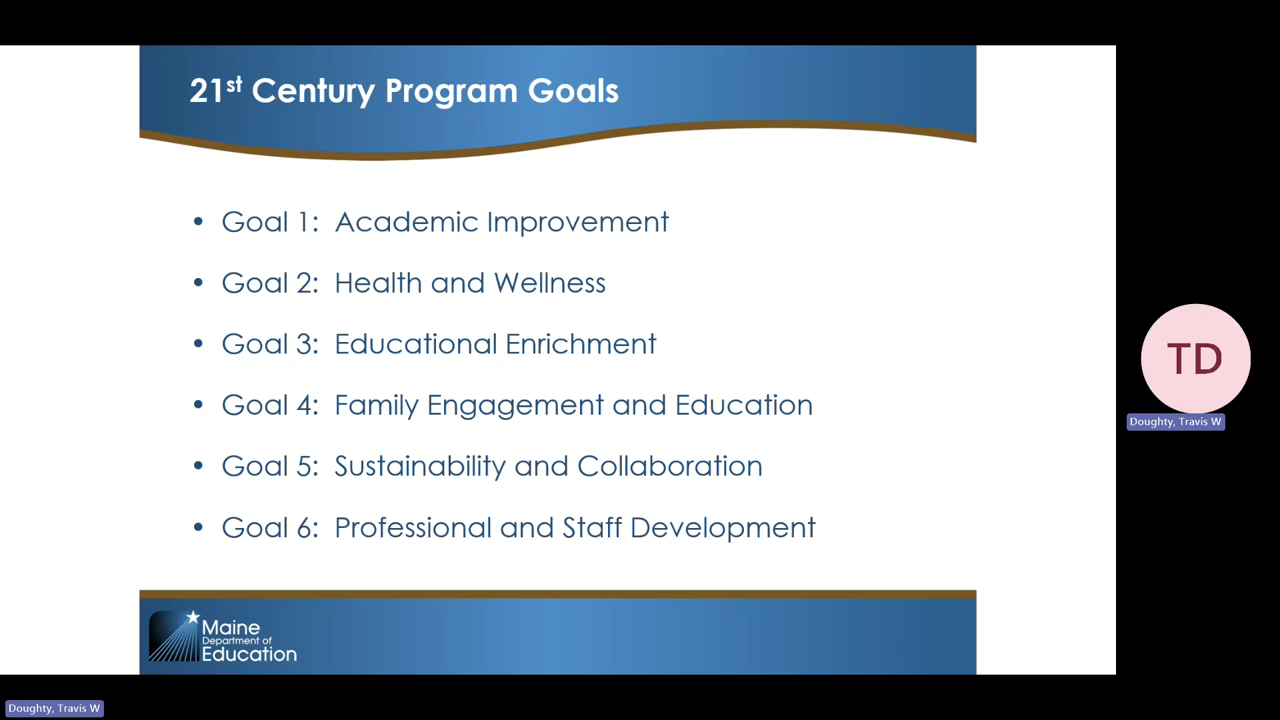 21st Century Program Goals
• Goal 1: Academic Improvement
• Goal 2: Health and Wellness
• Goal 3: Educational Enrichment
• Goal 4: Family Engagement and Education
• Goal 5: Sustainability and Collaboration
• Goal 6: Professional and Staff Development
Maine
Department of
Education
TD
Doughty, Travis W
Doughty, Travis W